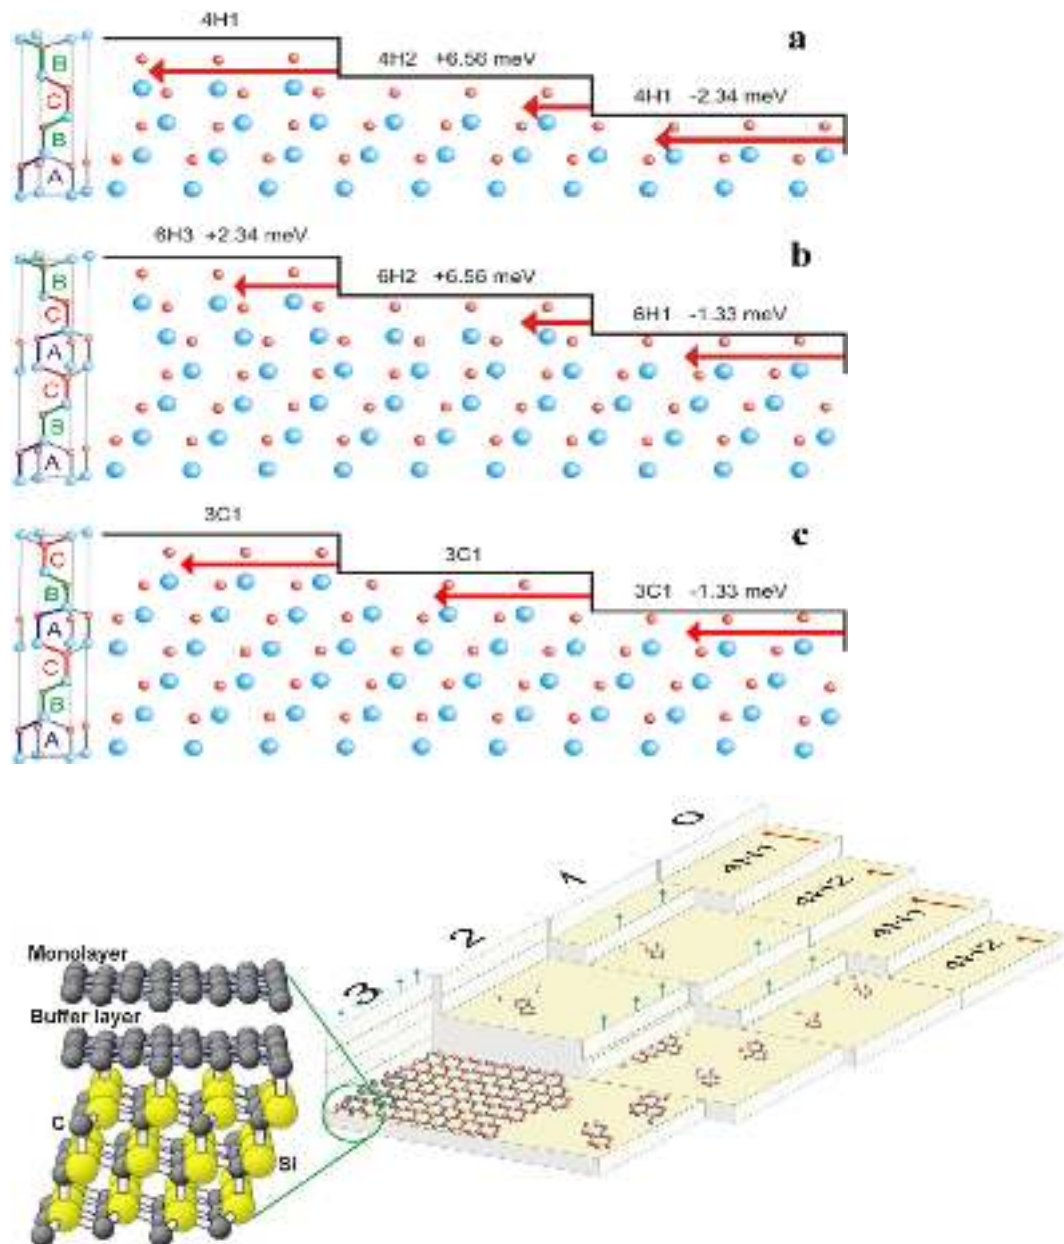 4H1
a
B
C
B
A
4H2 +6.56 meV
4H1 -2.34 meV
6H3 +2.34 meV
b
B
C
A
C
B
A
6H2 +6.56 meV
6H1 -1.33 meV
3C1
c
C
B
A
C
B
A
3C1
3C1 -1.33 meV
0
1
2
3
4H1
4H2
4H1
4H2
Monolayer
Buffer layer
C
Si